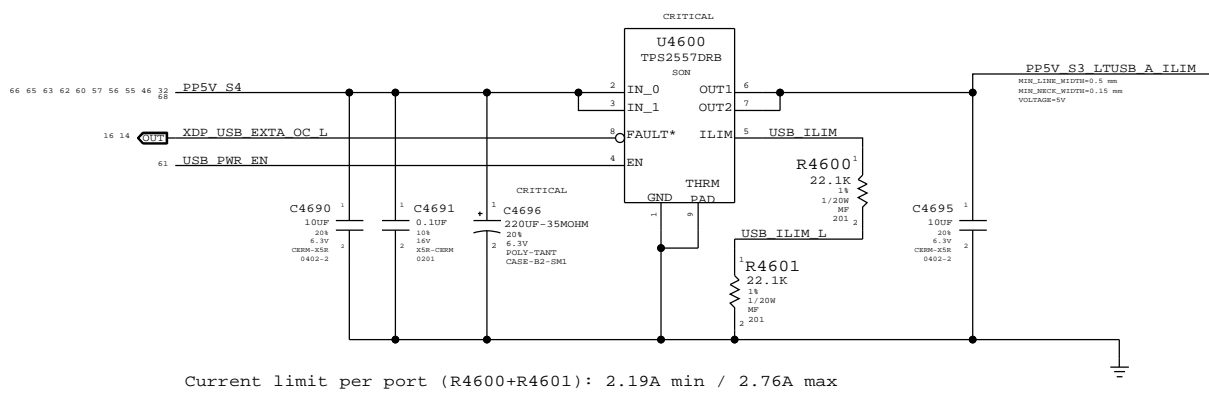 CRITICAL
U4600
TPS2557DRB
SON
PP5V_S3_LTUSB_A_ILIM
MIN_LINE_WIDTH=0.5 mm
MIN_NECK_WIDTH=0.15 mm
VOLTAGE=5V
66 65 63 62 60 57 56 55 46 32
68
PP5V_S4
2 IN_0 OUT1 6
3 IN_1 OUT2 7
16 14 OUT XDP_USB_EXTA_OC_L
8 FAULT* ILIM 5 USB_ILIM
61 USB_PWR_EN
4 EN
THRM
GND PAD
1 9
R4600
1
22.1K
1%
1/20W
MF
201
2
CRITICAL
C4690
1
10UF
20%
6.3V
2
CERM-X5R
0402-2
C4691
1
0.1UF
10%
16V
2
X5R-CERM
0201
C4696
1
+
220UF-35MOHM
20%
6.3V
2
POLY-TANT
CASE-B2-SM1
USB_ILIM_L
1
R4601
22.1K
1%
1/20W
MF
2 201
C4695
1
10UF
20%
6.3V
2
CERM-X5R
0402-2
Current limit per port (R4600+R4601): 2.19A min / 2.76A max